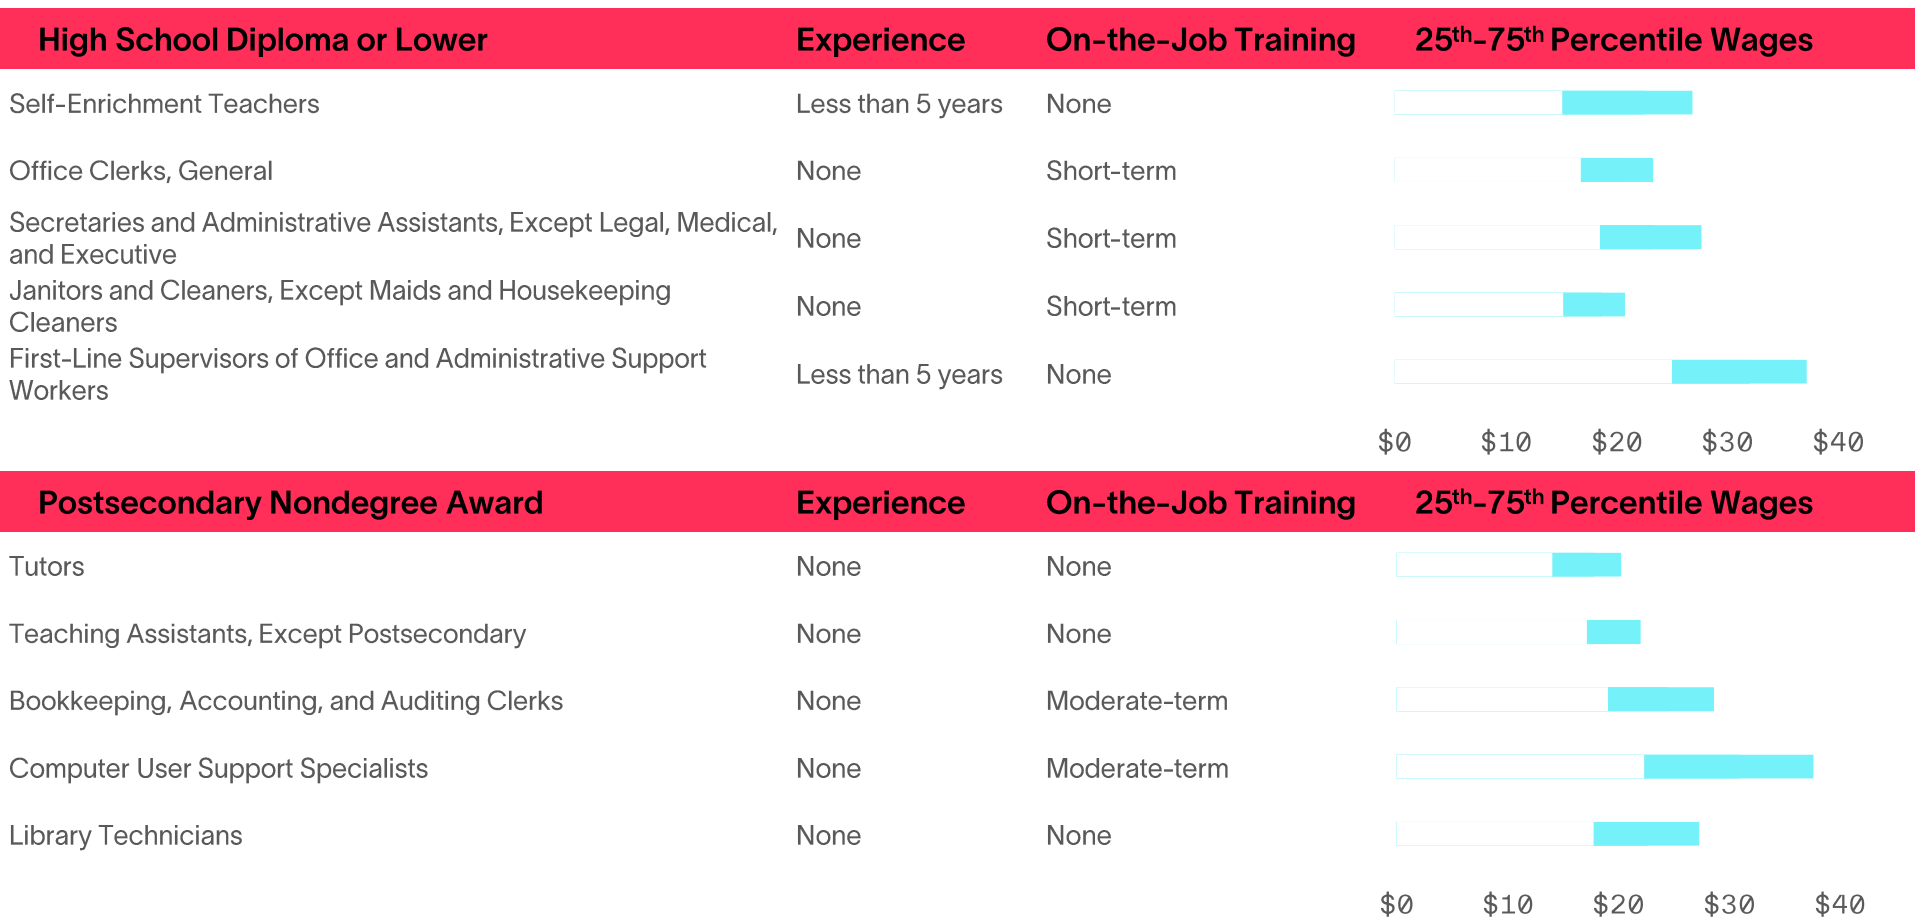 High School Diploma or Lower Experience On-the-Job Training 25th-75th Percentile Wages
Self-Enrichment Teachers Less than 5 years None
Office Clerks, General None Short-term
Secretaries and Administrative Assistants, Except Legal, Medical,
and Executive None Short-term
Janitors and Cleaners, Except Maids and Housekeeping
Cleaners None Short-term
First-Line Supervisors of Office and Administrative Support
Workers Less than 5 years None
$0 $10 $20 $30 $40
Postsecondary Nondegree Award Experience On-the-Job Training 25th-75th Percentile Wages
Tutors None None
Teaching Assistants, Except Postsecondary None None
Bookkeeping, Accounting, and Auditing Clerks None Moderate-term
Computer User Support Specialists None Moderate-term
Library Technicians None None
$0 $10 $20 $30 $40